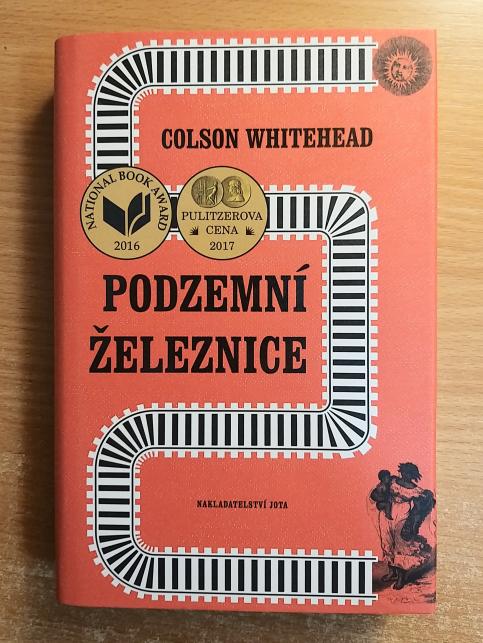 COLSON WHITEHEAD
NATIONAL BOOK AWARD
2016
PULITZEROVA
CENA
2017
PODZEMNÍ
ŽELEZNICE
NAKLADATELSTVÍ JOTA